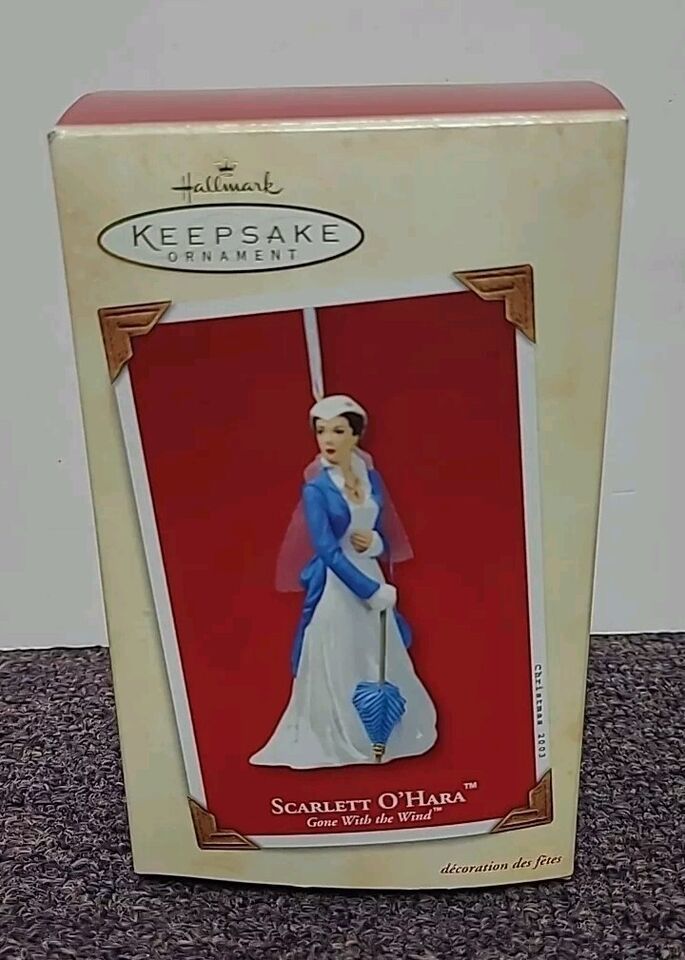 Hallmark
KEEPSAKE
ORNAMENT
Christmas 2003
SCARLETT O'HARA™
Gone With the Wind™
décoration des fêtes